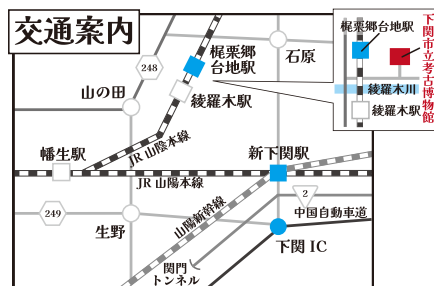 交通案内
248
梶栗郷
台地駅
石原
山の田
綾羅木駅
幡生駅
JR 山陰本線
新下関駅
JR 山陽本線
2
249
生野
山陽新幹線
中国自動車道
下関 IC
関門
トンネル
梶栗郷台地駅
下関市立考古博物館
綾羅木川
綾羅木駅